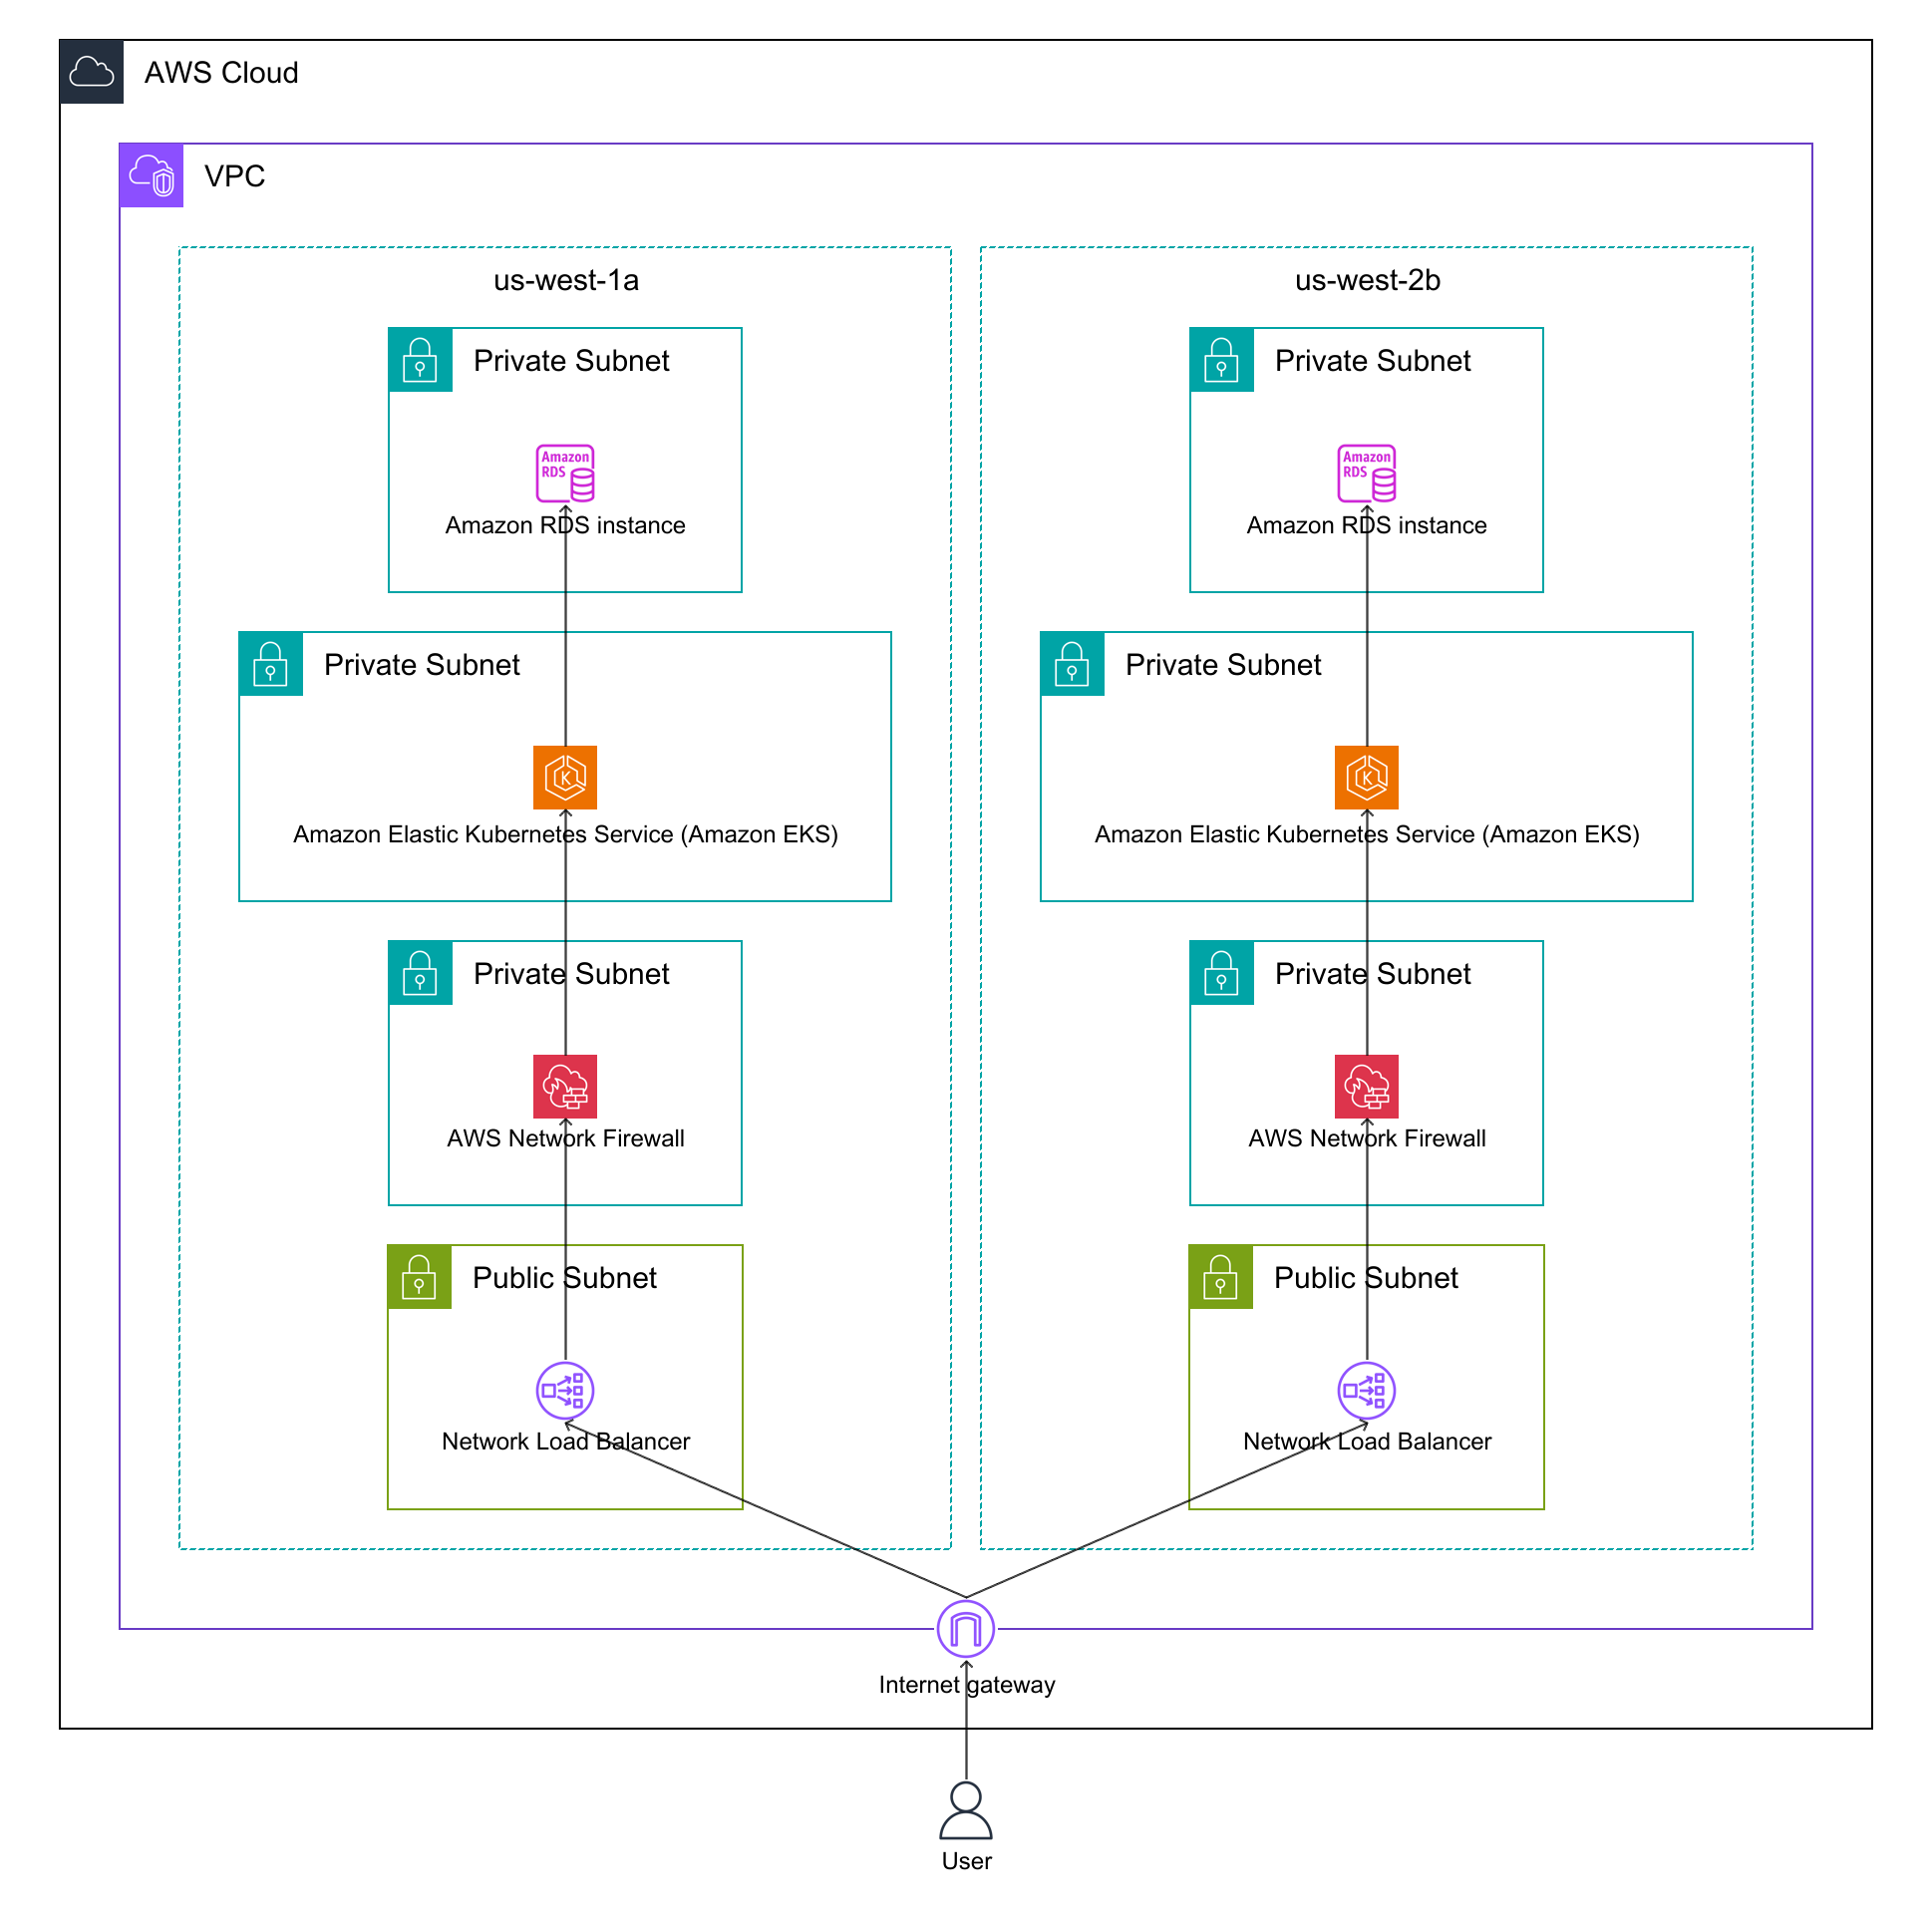 AWS Cloud
VPC
us-west-1a
Private Subnet
Amazon
RDS
Amazon RDS instance
Private Subnet
K
Amazon Elastic Kubernetes Service (Amazon EKS)
Private Subnet
AWS Network Firewall
Public Subnet
Network Load Balancer
us-west-2b
Private Subnet
Amazon
RDS
Amazon RDS instance
Private Subnet
K
Amazon Elastic Kubernetes Service (Amazon EKS)
Private Subnet
AWS Network Firewall
Public Subnet
Network Load Balancer
Internet gateway
User